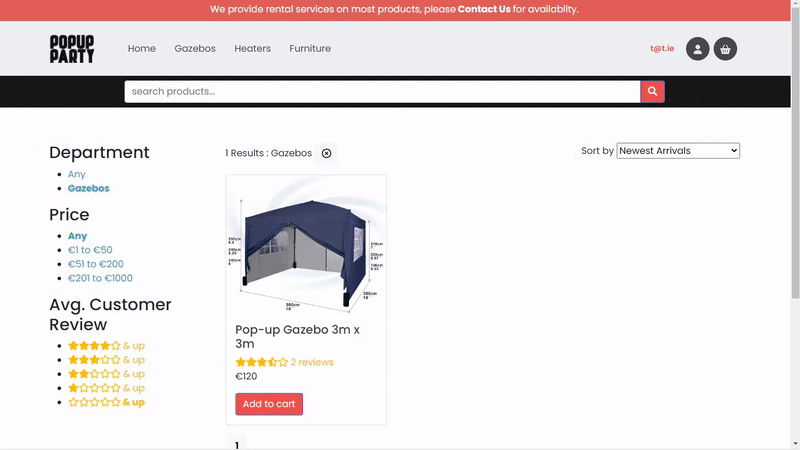 We provide rental services on most products, please Contact Us for availablity.
POPUP
PARTY
Home
Gazebos
Heaters
Furniture
t@t.ie
search products...
Department
Any
Gazebos
Price
Any
€1 to €50
€51 to €200
€201 to €1000
Avg. Customer
Review
& up
& up
& up
& up
& up
1 Results : Gazebos
Sort by Newest Arrivals
Pop-up Gazebo 3m x
3m
2 reviews
€120
Add to cart
1